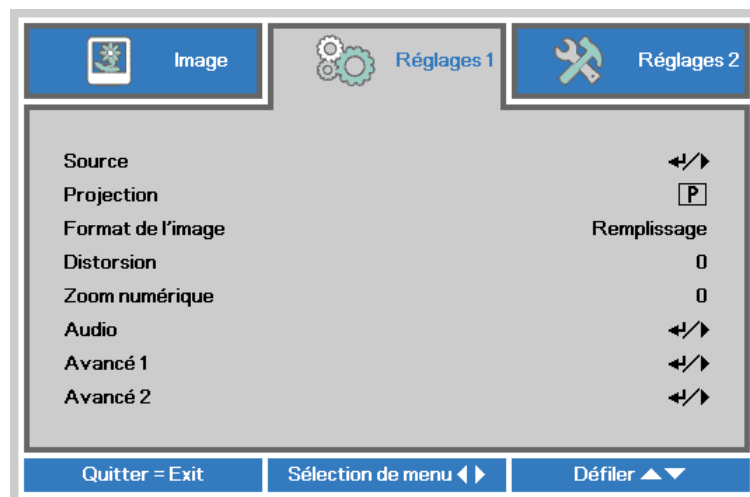 Image Réglages 1 Réglages 2
Source ↵/▶
Projection P
Format de l'image Remplissage
Distorsion 0
Zoom numérique 0
Audio ↵/▶
Avancé 1 ↵/▶
Avancé 2 ↵/▶
Quitter = Exit Sélection de menu ◀ ▶ Défiler ▲▼